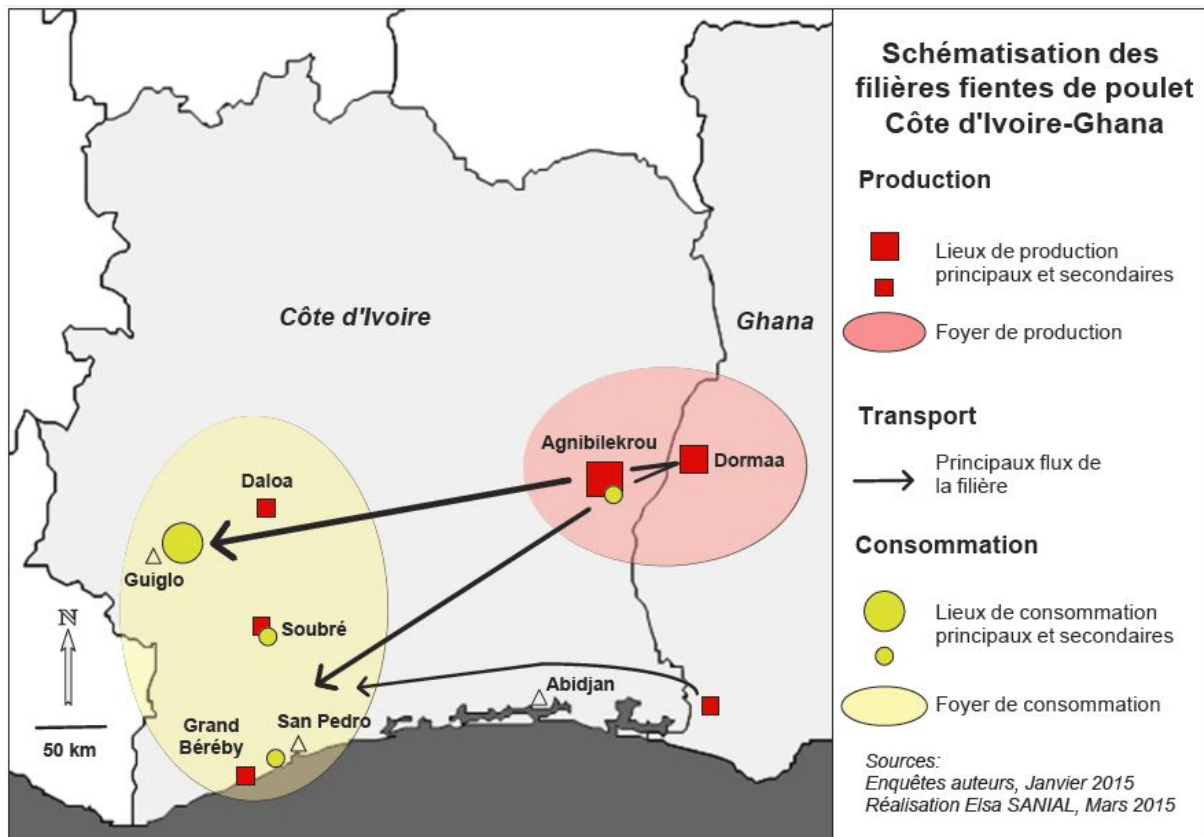 Schématisation des
filières fientes de poulet
Côte d'Ivoire-Ghana
Production
Lieux de production
principaux et secondaires
Foyer de production
Transport
Principaux flux de
la filière
Consommation
Lieux de consommation
principaux et secondaires
Foyer de consommation
Sources:
Enquêtes auteurs, Janvier 2015
Réalisation Elsa SANIAL, Mars 2015
Côte d'Ivoire
Ghana
Agnibilekrou
Dormaa
Daloa
Guiglo
Soubré
Abidjan
San Pedro
Grand
Béréby
N
50 km